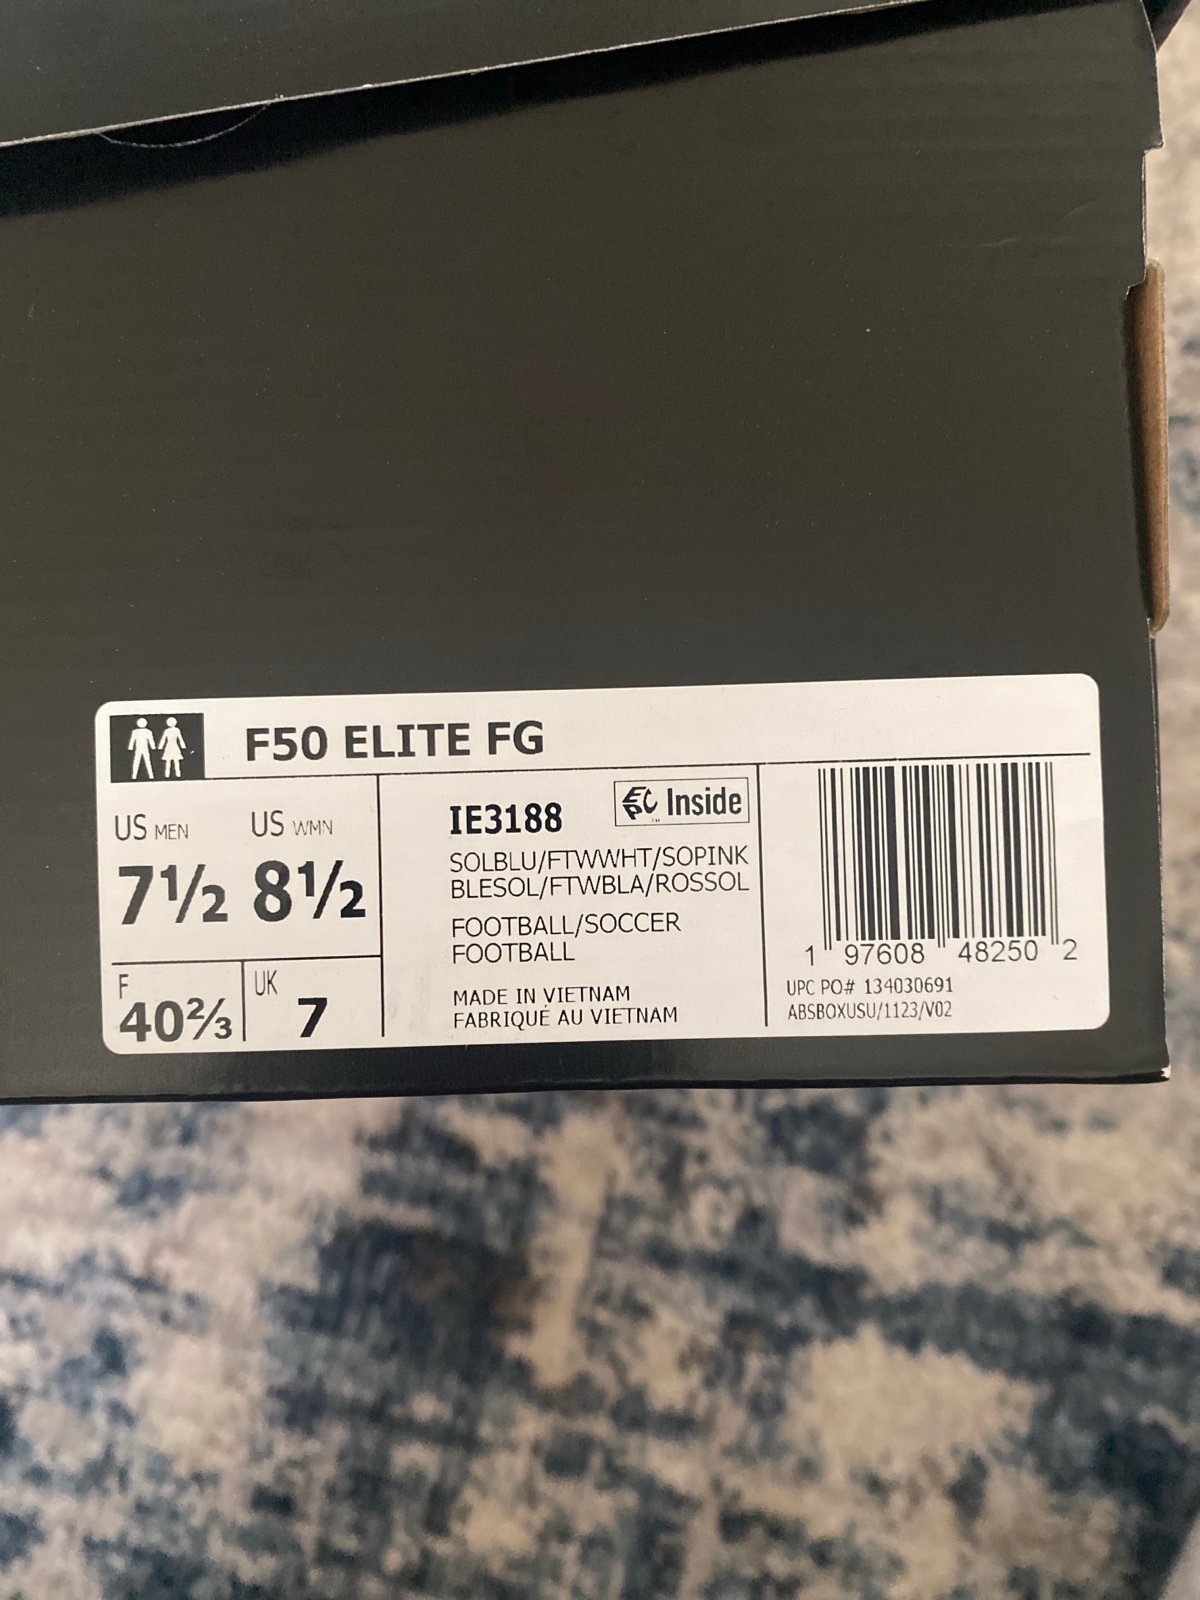 F50 ELITE FG
US MEN US WMN
7½ 8½
F
40⅔
UK
7
IE3188
EPC Inside
SOLBLU/FTWWHT/SOPINK
BLESOL/FTWBLA/ROSSOL
FOOTBALL/SOCCER
FOOTBALL
MADE IN VIETNAM
FABRIQUÉ AU VIETNAM
1 97608 48250 2
UPC PO# 134030691
ABSBOXUSU/1123/V02